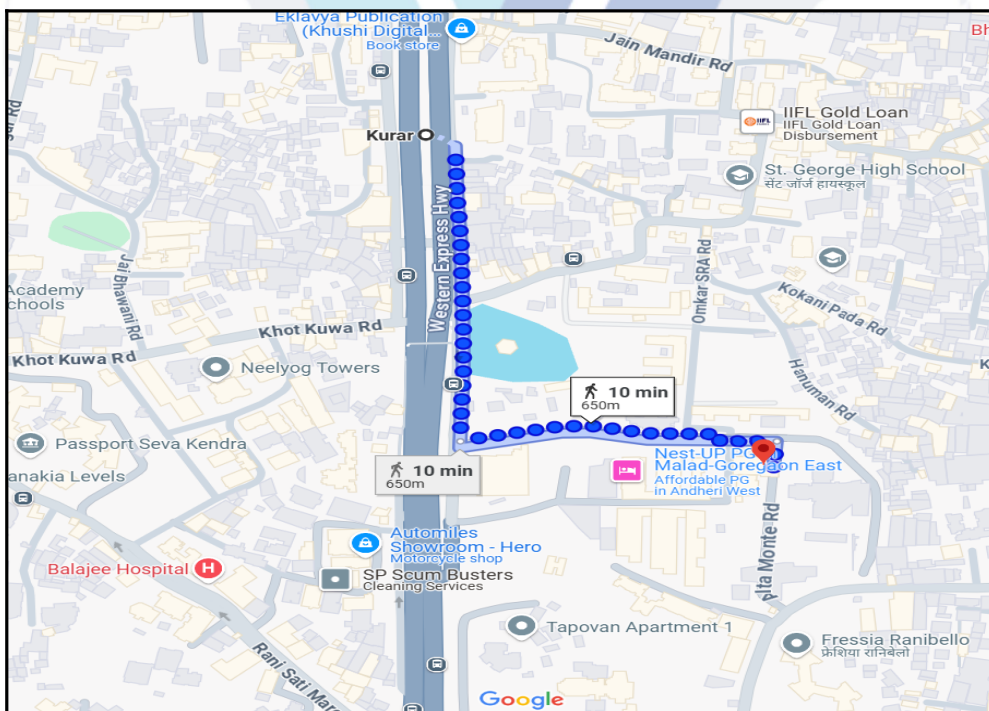 Eklavya Publication
(Khushi Digital...
Book store
Jain Mandir Rd
Bh
IIFL
IIFL Gold Loan
IIFL Gold Loan
Disbursement
Kurar
St. George High School
सेंट जॉर्ज हायस्कूल
Western Express Hwy
Omkar SRA Rd
Jai Bhawani Rd
Academy
chools
Kokani Pada Rd
Khot Kuwa Rd
Khot Kuwa Rd
K
Neelyog Towers
Hanuman Rd
10 min
650m
Passport Seva Kendra
anakia Levels
10 min
650m
Nest-UP PG
Malad-Goregaon East
Affordable PG
in Andheri West
Alta Monte Rd
Automiles
Showroom - Hero
Motorcycle shop
Balajee Hospital
H
SP Scum Busters
Cleaning Services
Tapovan Apartment 1
Fressia Ranibello
फ्रेशिया रानिबेलो
Rani Sati Mar
Google